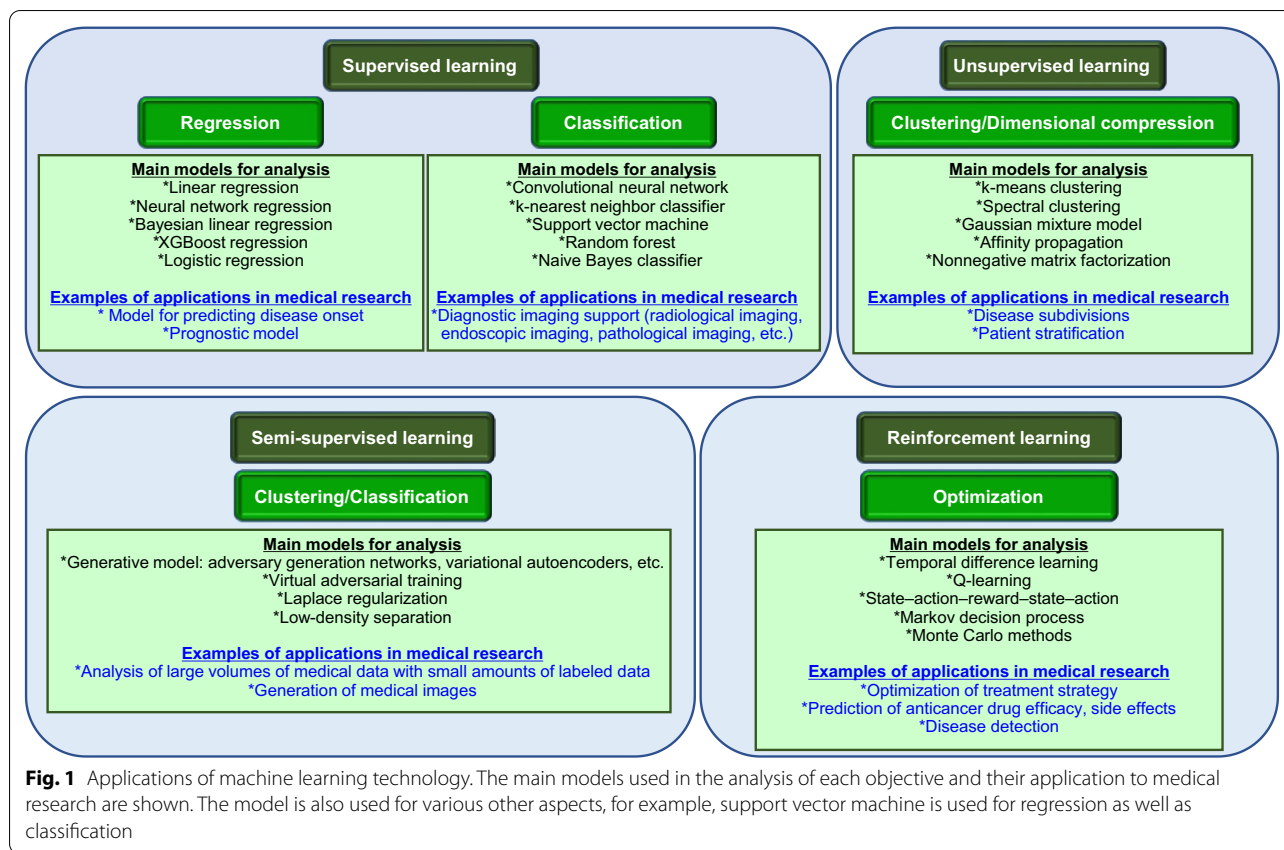 Supervised learning
Regression
Main models for analysis
*Linear regression
*Neural network regression
*Bayesian linear regression
*XGBoost regression
*Logistic regression
Examples of applications in medical research
* Model for predicting disease onset
*Prognostic model
Classification
Main models for analysis
*Convolutional neural network
*k-nearest neighbor classifier
*Support vector machine
*Random forest
*Naive Bayes classifier
Examples of applications in medical research
*Diagnostic imaging support (radiological imaging,
endoscopic imaging, pathological imaging, etc.)
Unsupervised learning
Clustering/Dimensional compression
Main models for analysis
*k-means clustering
*Spectral clustering
*Gaussian mixture model
*Affinity propagation
*Nonnegative matrix factorization
Examples of applications in medical research
*Disease subdivisions
*Patient stratification
Semi-supervised learning
Clustering/Classification
Main models for analysis
*Generative model: adversary generation networks, variational autoencoders, etc.
*Virtual adversarial training
*Laplace regularization
*Low-density separation
Examples of applications in medical research
*Analysis of large volumes of medical data with small amounts of labeled data
*Generation of medical images
Reinforcement learning
Optimization
Main models for analysis
*Temporal difference learning
*Q-learning
*State–action–reward–state–action
*Markov decision process
*Monte Carlo methods
Examples of applications in medical research
*Optimization of treatment strategy
*Prediction of anticancer drug efficacy, side effects
*Disease detection
Fig. 1 Applications of machine learning technology. The main models used in the analysis of each objective and their application to medical
research are shown. The model is also used for various other aspects, for example, support vector machine is used for regression as well as
classification